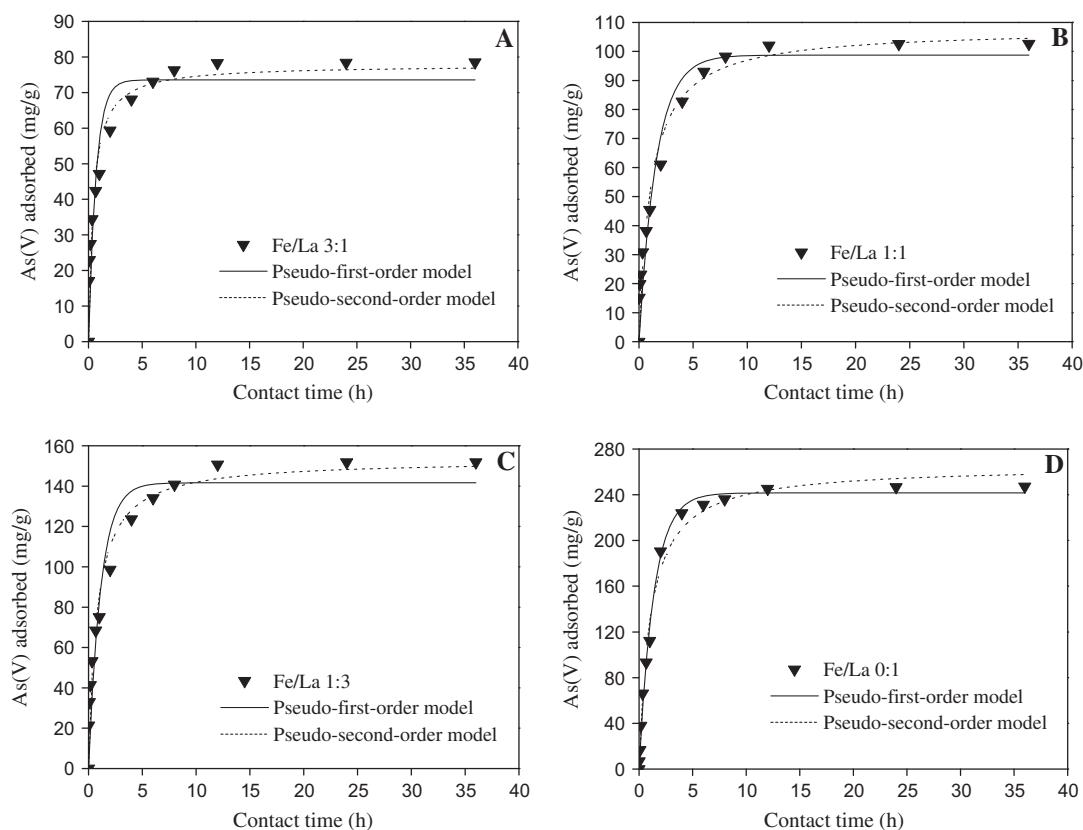 A
As(V) adsorbed (mg/g)
90
80
70
60
50
40
30
20
10
0
Fe/La 3:1
Pseudo-first-order model
Pseudo-second-order model
0 5 10 15 20 25 30 35 40
Contact time (h)
B
As(V) adsorbed (mg/g)
110
100
90
80
70
60
50
40
30
20
10
0
Fe/La 1:1
Pseudo-first-order model
Pseudo-second-order model
0 5 10 15 20 25 30 35 40
Contact time (h)
C
As(V) adsorbed (mg/g)
160
140
120
100
80
60
40
20
0
Fe/La 1:3
Pseudo-first-order model
Pseudo-second-order model
0 5 10 15 20 25 30 35 40
Contact time (h)
D
As(V) adsorbed (mg/g)
280
240
200
160
120
80
40
0
Fe/La 0:1
Pseudo-first-order model
Pseudo-second-order model
0 5 10 15 20 25 30 35 40
Contact time (h)